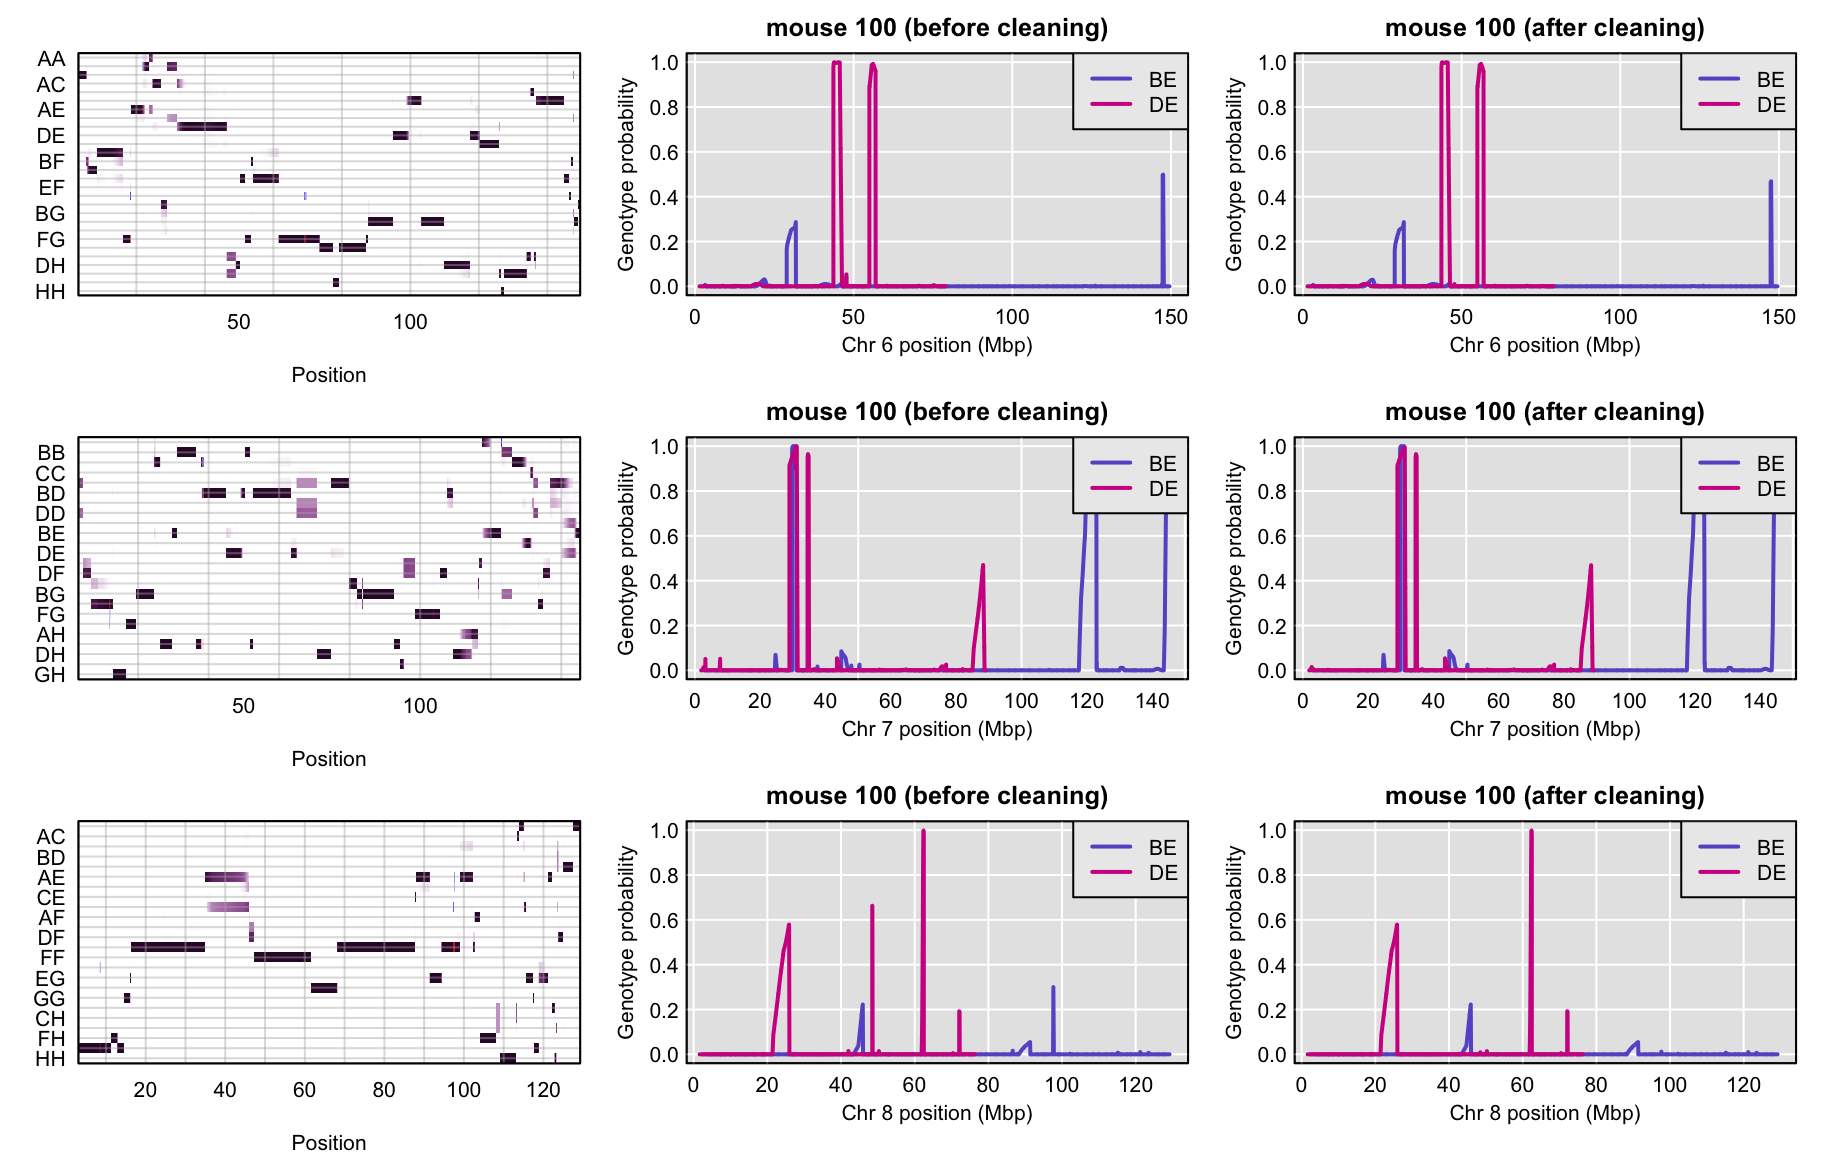 AA
AC
AE
DE
BF
EF
BG
FG
DH
HH
50 100
Position
mouse 100 (before cleaning)
Genotype probability
1.0
0.8
0.6
0.4
0.2
0.0
BE
DE
0 50 100 150
Chr 6 position (Mbp)
mouse 100 (after cleaning)
Genotype probability
1.0
0.8
0.6
0.4
0.2
0.0
BE
DE
0 50 100 150
Chr 6 position (Mbp)
BB
CC
BD
DD
BE
DE
DF
BG
FG
AH
DH
GH
50 100
Position
mouse 100 (before cleaning)
Genotype probability
1.0
0.8
0.6
0.4
0.2
0.0
BE
DE
0 20 40 60 80 100 120 140
Chr 7 position (Mbp)
mouse 100 (after cleaning)
Genotype probability
1.0
0.8
0.6
0.4
0.2
0.0
BE
DE
0 20 40 60 80 100 120 140
Chr 7 position (Mbp)
AC
BD
AE
CE
AF
DF
FF
EG
GG
CH
FH
HH
20 40 60 80 100 120
Position
mouse 100 (before cleaning)
Genotype probability
1.0
0.8
0.6
0.4
0.2
0.0
BE
DE
0 20 40 60 80 100 120
Chr 8 position (Mbp)
mouse 100 (after cleaning)
Genotype probability
1.0
0.8
0.6
0.4
0.2
0.0
BE
DE
0 20 40 60 80 100 120
Chr 8 position (Mbp)